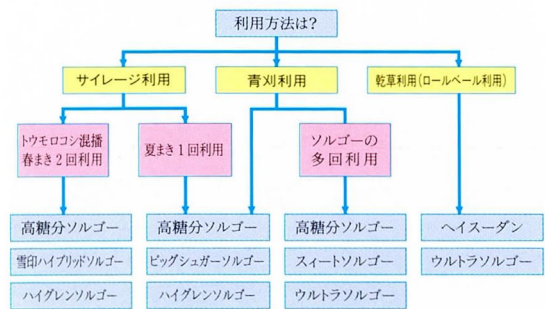 利用方法は?
サイレージ利用
青刈利用
乾草利用(ロールベール利用)
トウモロコシ混播
春まき2回利用
夏まき1回利用
ソルゴーの
多回利用
高糖分ソルゴー
雪印ハイブリッドソルゴー
ハイグレンソルゴー
高糖分ソルゴー
ビッグシュガーソルゴー
ハイグレンソルゴー
高糖分ソルゴー
スィートソルゴー
ウルトラソルゴー
ヘイスーダン
ウルトラソルゴー